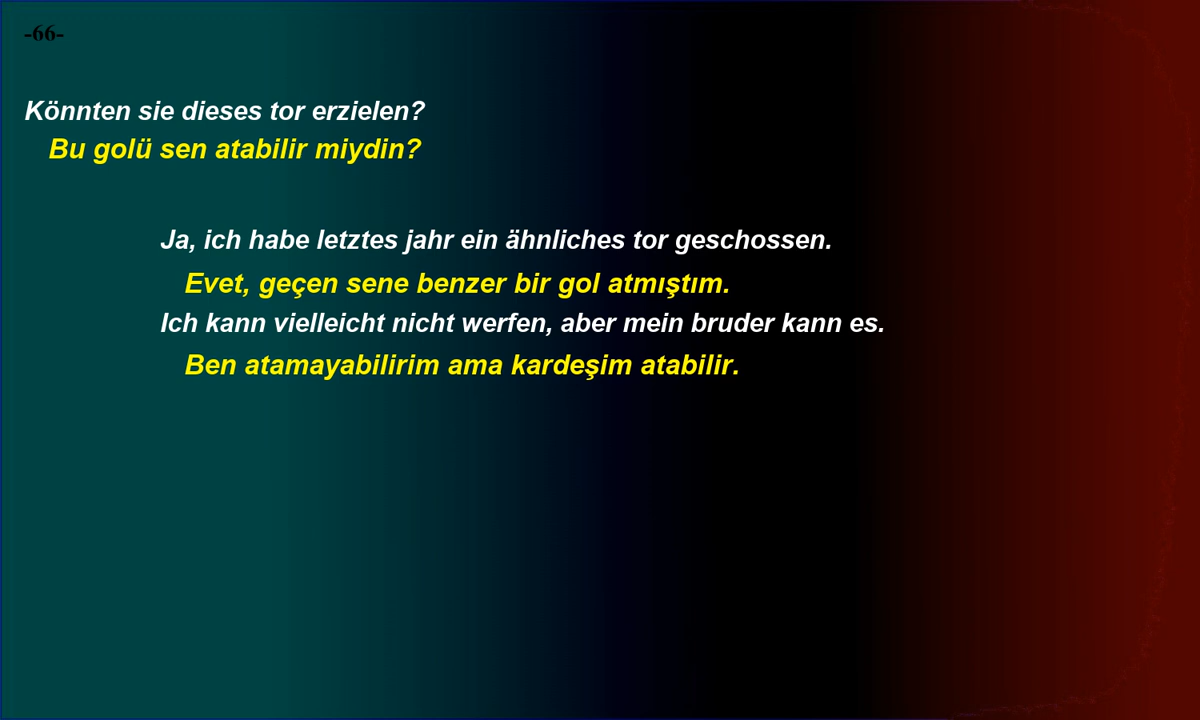 -66-
Könnten sie dieses tor erzielen?
Bu golü sen atabilir miydin?
Ja, ich habe letztes jahr ein ähnliches tor geschossen.
Evet, geçen sene benzer bir gol atmıştım.
Ich kann vielleicht nicht werfen, aber mein bruder kann es.
Ben atamayabilirim ama kardeşim atabilir.